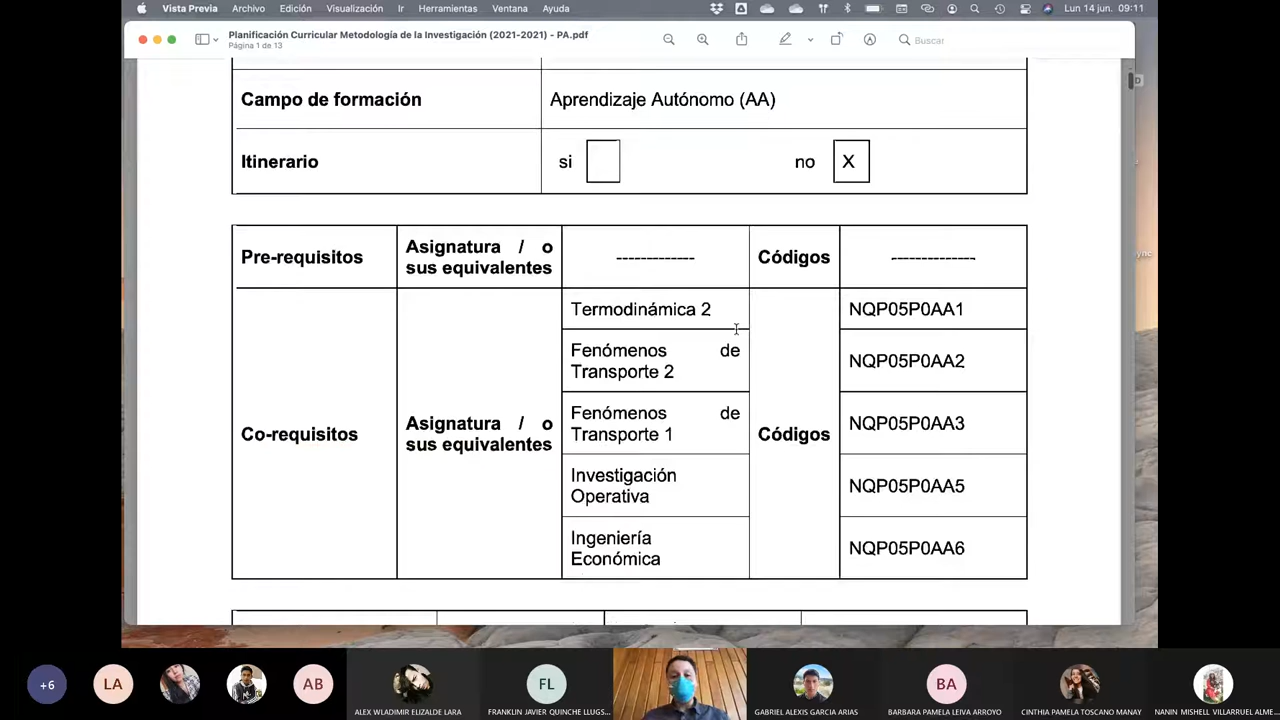 Vista Previa Archivo Edición Visualización Ir Herramientas Ventana Ayuda Lun 14 jun. 09:11
Planificación Curricular Metodología de la Investigación (2021-2021) - PA.pdf
Página 1 de 13
Buscar
Campo de formación Aprendizaje Autónomo (AA)
Itinerario si no X
Pre-requisitos Asignatura / o sus equivalentes ------------- Códigos --------------
Co-requisitos Asignatura / o sus equivalentes Códigos
Termodinámica 2 NQP05P0AA1
Fenómenos de Transporte 2 NQP05P0AA2
Fenómenos de Transporte 1 NQP05P0AA3
Investigación Operativa NQP05P0AA5
Ingeniería Económica NQP05P0AA6
+6 LA AB FL BA
ALEX WLADIMIR ELIZALDE LARA
FRANKLIN JAVIER QUINCHE LLUGS...
GABRIEL ALEXIS GARCIA ARIAS
BARBARA PAMELA LEIVA ARROYO
CINTHIA PAMELA TOSCANO MANAY
NANIN MISHELL VILLARRUEL ALME